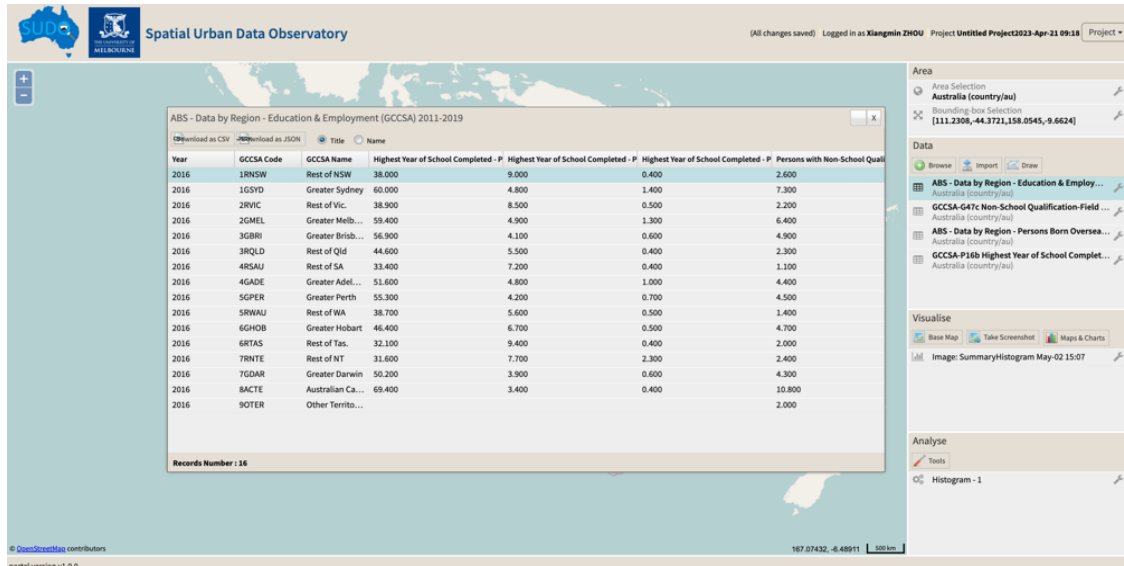 SUDO
THE UNIVERSITY OF
MELBOURNE
Spatial Urban Data Observatory
(All changes saved) Logged in as Xiangmin ZHOU Project Untitled Project2023-Apr-21 09:18 Project
+
-
ABS - Data by Region - Education & Employment (GCCSA) 2011-2019
X
Download as CSV Download as JSON Title Name
Year GCCSA Code GCCSA Name Highest Year of School Completed - P Highest Year of School Completed - P Highest Year of School Completed - P Persons with Non-School Quali
2016 1RNSW Rest of NSW 38.000 9.000 0.400 2.600
2016 1GSYD Greater Sydney 60.000 4.800 1.400 7.300
2016 2RVIC Rest of Vic. 38.900 8.500 0.500 2.200
2016 2GMEL Greater Melb... 59.400 4.900 1.300 6.400
2016 3GBRI Greater Brisb... 56.900 4.100 0.600 4.900
2016 3RQLD Rest of Qld 44.600 5.500 0.400 2.300
2016 4RSAU Rest of SA 33.400 7.200 0.400 1.100
2016 4GADE Greater Adel... 51.600 4.800 1.000 4.400
2016 5GPER Greater Perth 55.300 4.200 0.700 4.500
2016 5RWAU Rest of WA 38.700 5.600 0.500 1.400
2016 6GHOB Greater Hobart 46.400 6.700 0.500 4.700
2016 6RTAS Rest of Tas. 32.100 9.400 0.400 2.000
2016 7RNTE Rest of NT 31.600 7.700 2.300 2.400
2016 7GDAR Greater Darwin 50.200 3.900 0.600 4.300
2016 8ACTE Australian Ca... 69.400 3.400 0.400 10.800
2016 9OTER Other Territo... 2.000
Records Number : 16
Area
Area Selection
Australia (country/au)
Bounding-box Selection
[111.2308,-44.3721,158.0545,-9.6624]
Data
Browse Import Draw
ABS - Data by Region - Education & Employ...
Australia (country/au)
GCCSA-G47c Non-School Qualification-Field ...
Australia (country/au)
ABS - Data by Region - Persons Born Oversea...
Australia (country/au)
GCCSA-P16b Highest Year of School Complet...
Australia (country/au)
Visualise
Base Map Take Screenshot Maps & Charts
Image: SummaryHistogram May-02 15:07
Analyse
Tools
Histogram - 1
© OpenStreetMap contributors
167.07432, -6.48911 500 km
portal version v1.0.0